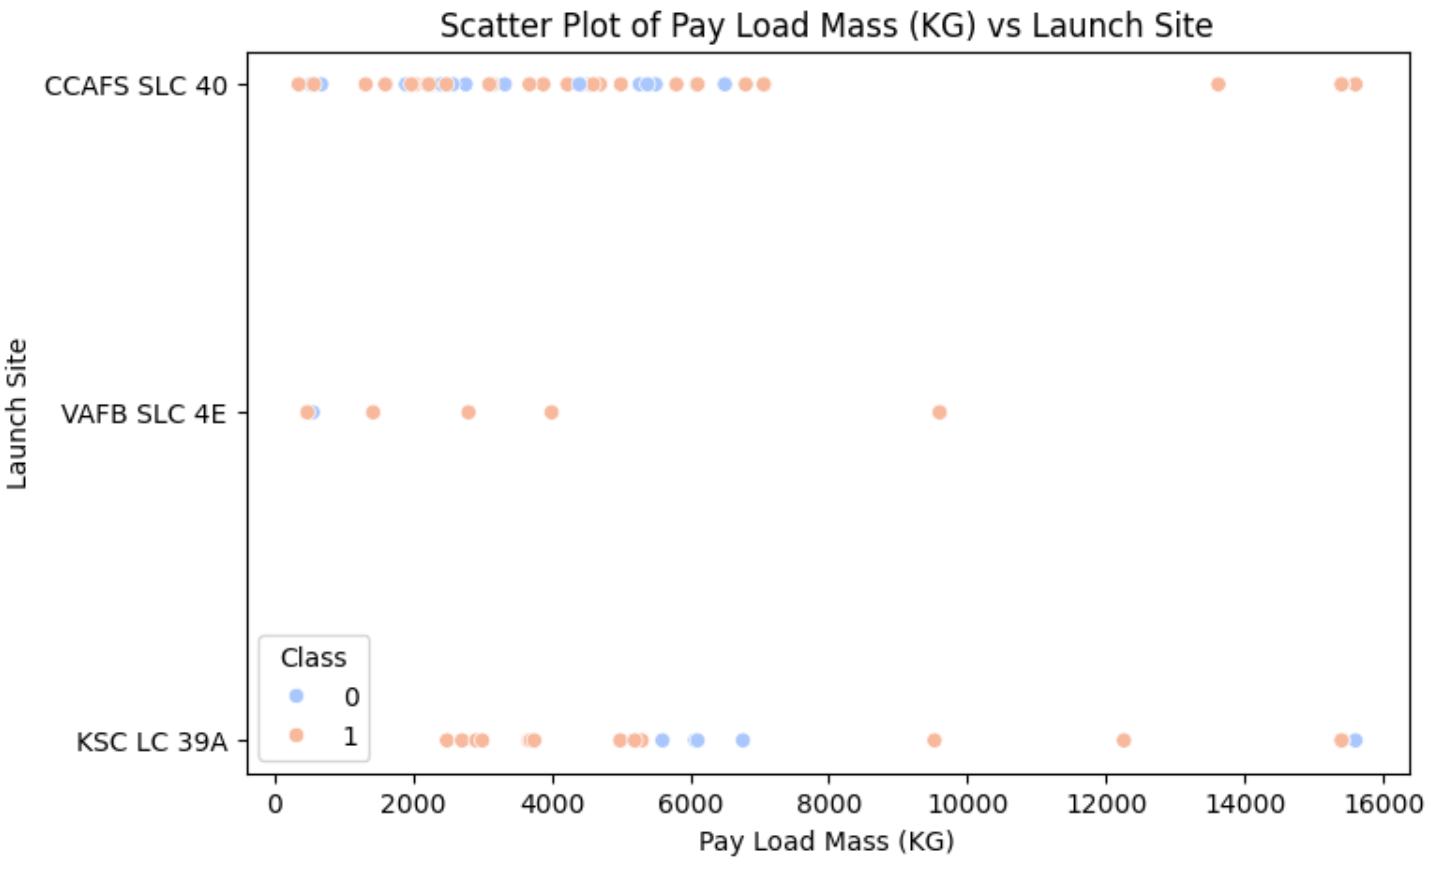 Scatter Plot of Pay Load Mass (KG) vs Launch Site
CCAFS SLC 40
VAFB SLC 4E
KSC LC 39A
Launch Site
Class
0
1
0 2000 4000 6000 8000 10000 12000 14000 16000
Pay Load Mass (KG)